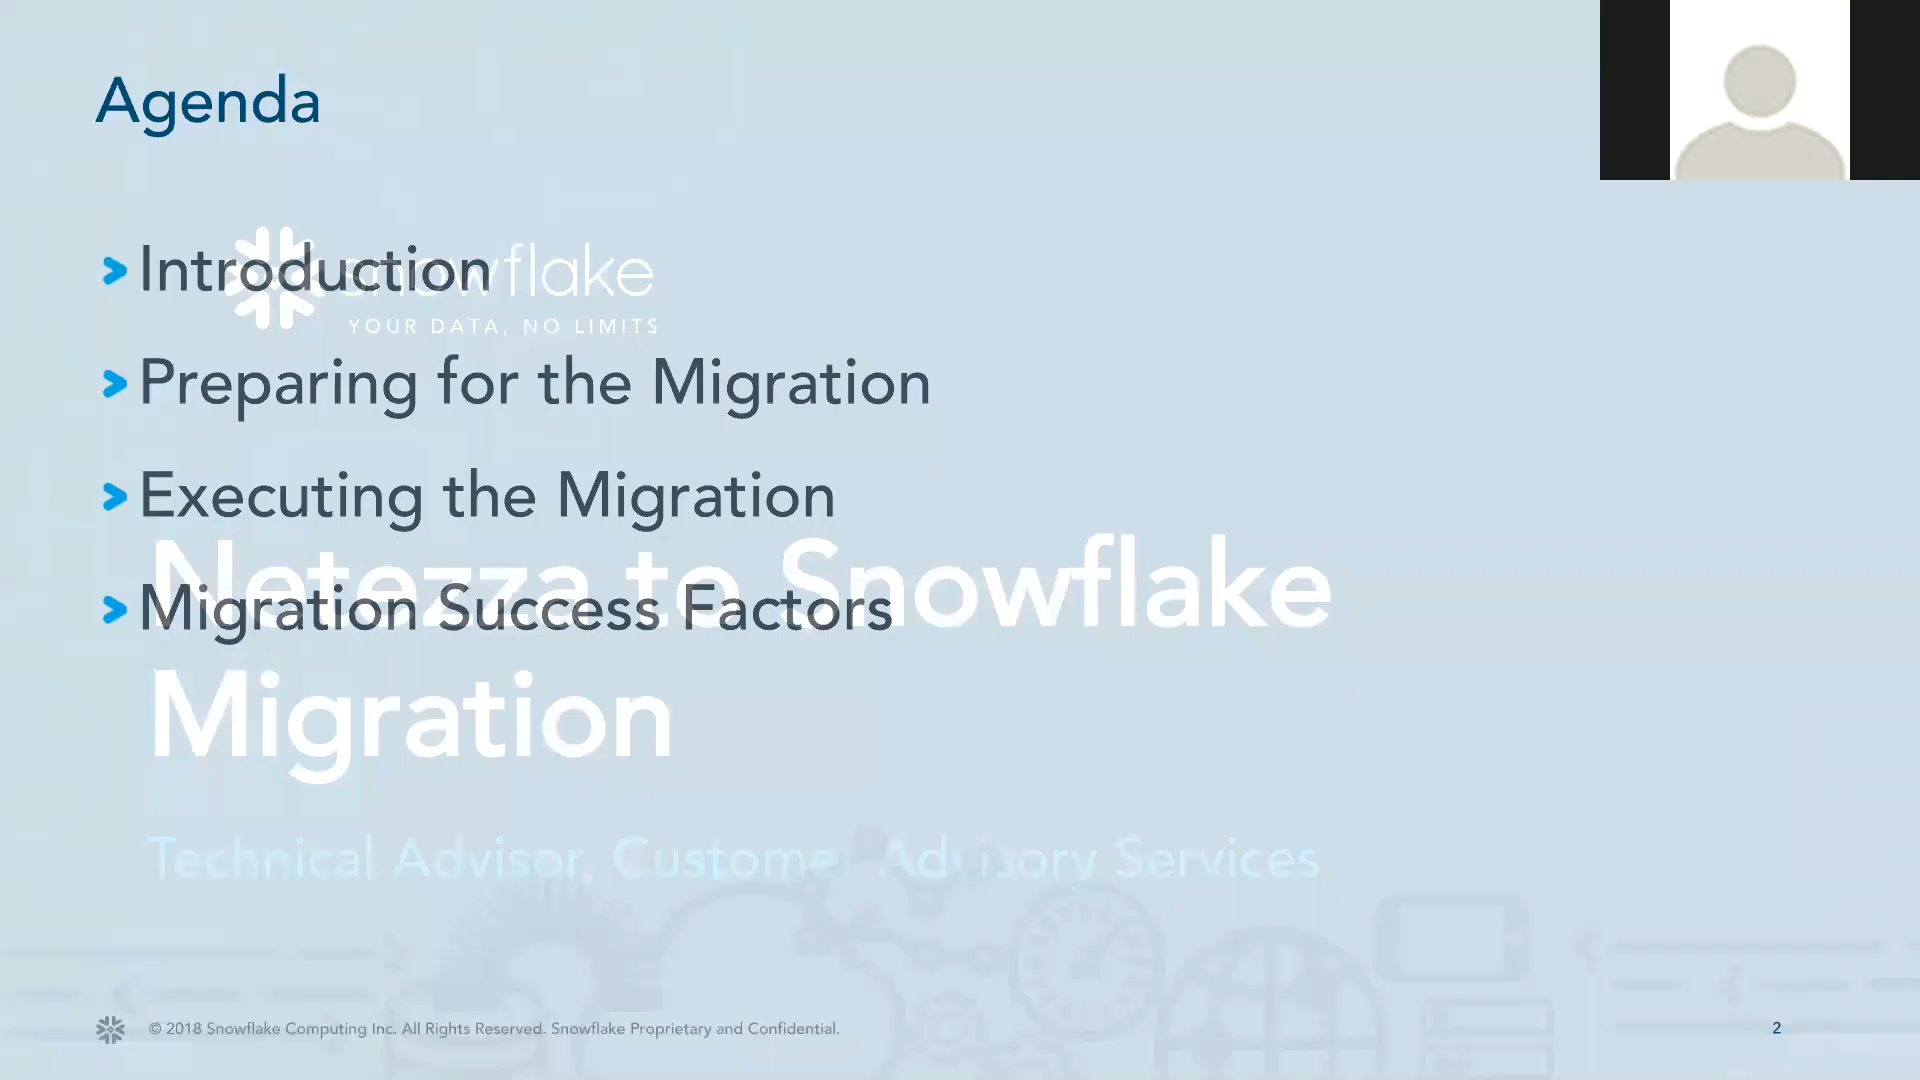 Agenda
Introduction
snowflake
YOUR DATA, NO LIMITS
Preparing for the Migration
Executing the Migration
Netezza to Snowflake
Migration Success Factors
Migration
Technical Advisor, Customer Advisory Services
© 2018 Snowflake Computing Inc. All Rights Reserved. Snowflake Proprietary and Confidential.
2